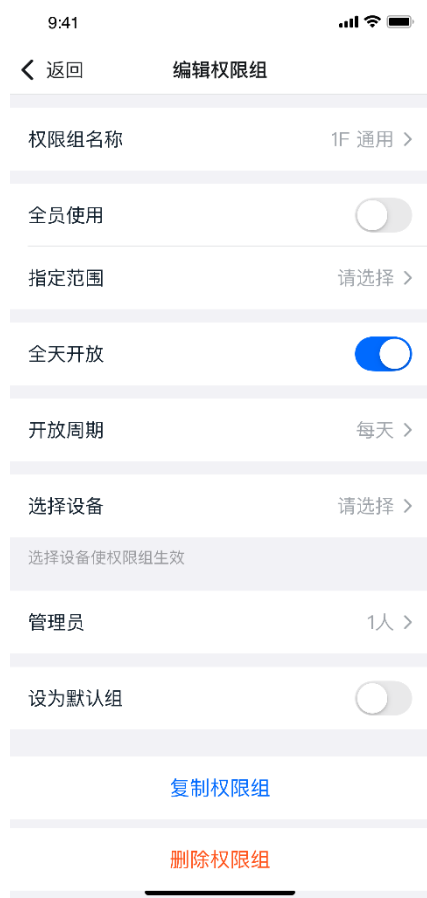 9:41
返回 编辑权限组
权限组名称 1F 通用
全员使用
指定范围 请选择
全天开放
开放周期 每天
选择设备 请选择
选择设备使权限组生效
管理员 1人
设为默认组
复制权限组
删除权限组